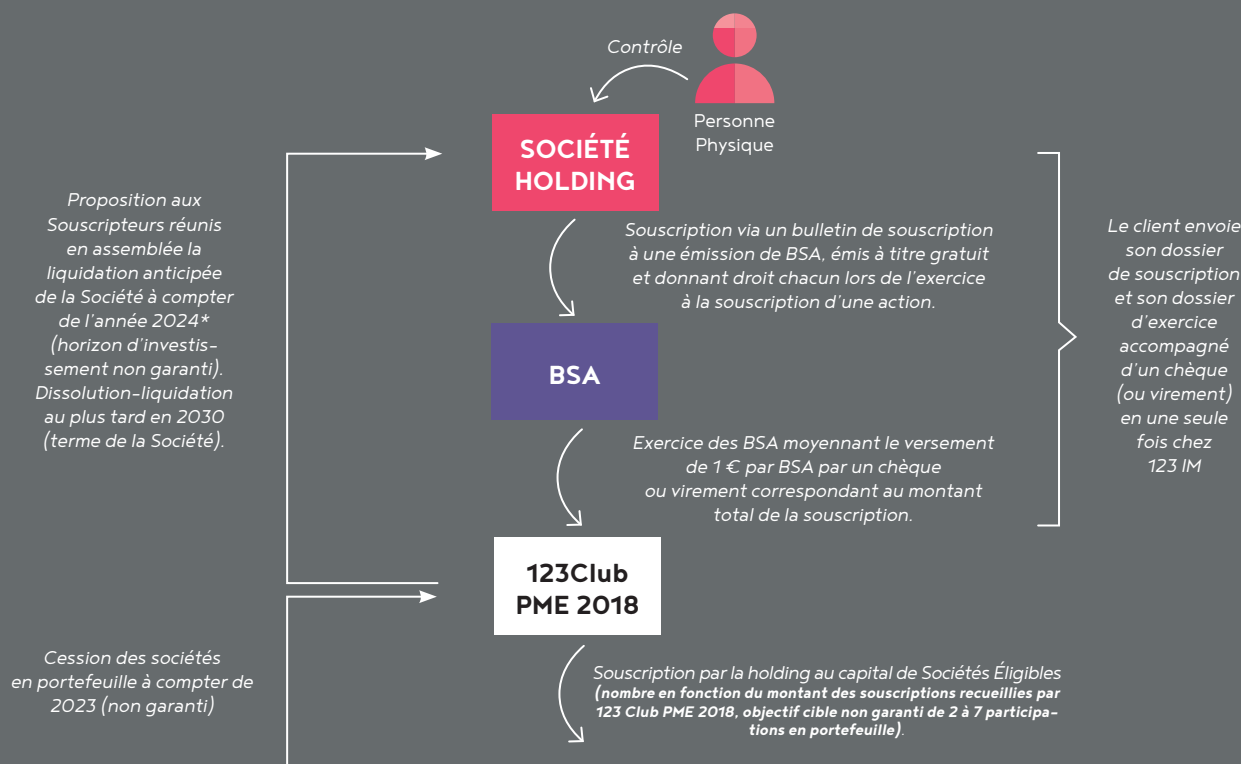 Contrôle
Personne
Physique
SOCIÉTÉ
HOLDING
Proposition aux
Souscripteurs réunis
en assemblée la
liquidation anticipée
de la Société à compter
de l'année 2024*
(horizon d'investis-
sement non garanti).
Dissolution-liquidation
au plus tard en 2030
(terme de la Société).
Souscription via un bulletin de souscription
à une émission de BSA, émis à titre gratuit
et donnant droit chacun lors de l'exercice
à la souscription d'une action.
Le client envoie
son dossier
de souscription
et son dossier
d'exercice
accompagné
d'un chèque
(ou virement)
en une seule
fois chez
123 IM
BSA
Exercice des BSA moyennant le versement
de 1 € par BSA par un chèque
ou virement correspondant au montant
total de la souscription.
123Club
PME 2018
Cession des sociétés
en portefeuille à compter de
2023 (non garanti)
Souscription par la holding au capital de Sociétés Éligibles
(nombre en fonction du montant des souscriptions recueillies par
123 Club PME 2018, objectif cible non garanti de 2 à 7 participa-
tions en portefeuille).